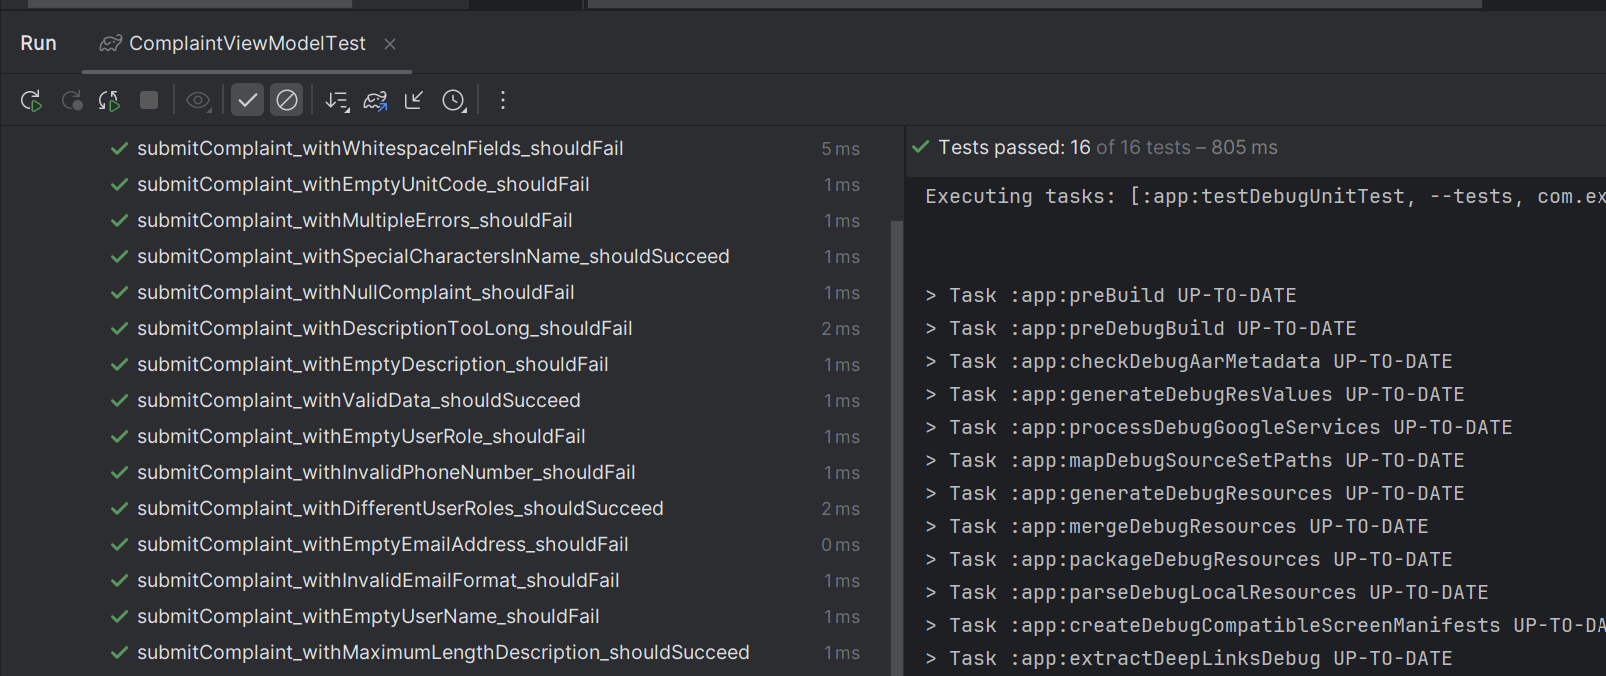 Run ComplaintViewModelTest
submitComplaint_withWhitespaceInFields_shouldFail 5 ms
submitComplaint_withEmptyUnitCode_shouldFail 1 ms
submitComplaint_withMultipleErrors_shouldFail 1 ms
submitComplaint_withSpecialCharactersInName_shouldSucceed 1 ms
submitComplaint_withNullComplaint_shouldFail 1 ms
submitComplaint_withDescriptionTooLong_shouldFail 2 ms
submitComplaint_withEmptyDescription_shouldFail 1 ms
submitComplaint_withValidData_shouldSucceed 1 ms
submitComplaint_withEmptyUserRole_shouldFail 1 ms
submitComplaint_withInvalidPhoneNumber_shouldFail 1 ms
submitComplaint_withDifferentUserRoles_shouldSucceed 2 ms
submitComplaint_withEmptyEmailAddress_shouldFail 0 ms
submitComplaint_withInvalidEmailFormat_shouldFail 1 ms
submitComplaint_withEmptyUserName_shouldFail 1 ms
submitComplaint_withMaximumLengthDescription_shouldSucceed 1 ms
Tests passed: 16 of 16 tests – 805 ms
Executing tasks: [:app:testDebugUnitTest, --tests, com.ex
> Task :app:preBuild UP-TO-DATE
> Task :app:preDebugBuild UP-TO-DATE
> Task :app:checkDebugAarMetadata UP-TO-DATE
> Task :app:generateDebugResValues UP-TO-DATE
> Task :app:processDebugGoogleServices UP-TO-DATE
> Task :app:mapDebugSourceSetPaths UP-TO-DATE
> Task :app:generateDebugResources UP-TO-DATE
> Task :app:mergeDebugResources UP-TO-DATE
> Task :app:packageDebugResources UP-TO-DATE
> Task :app:parseDebugLocalResources UP-TO-DATE
> Task :app:createDebugCompatibleScreenManifests UP-TO-DA
> Task :app:extractDeepLinksDebug UP-TO-DATE